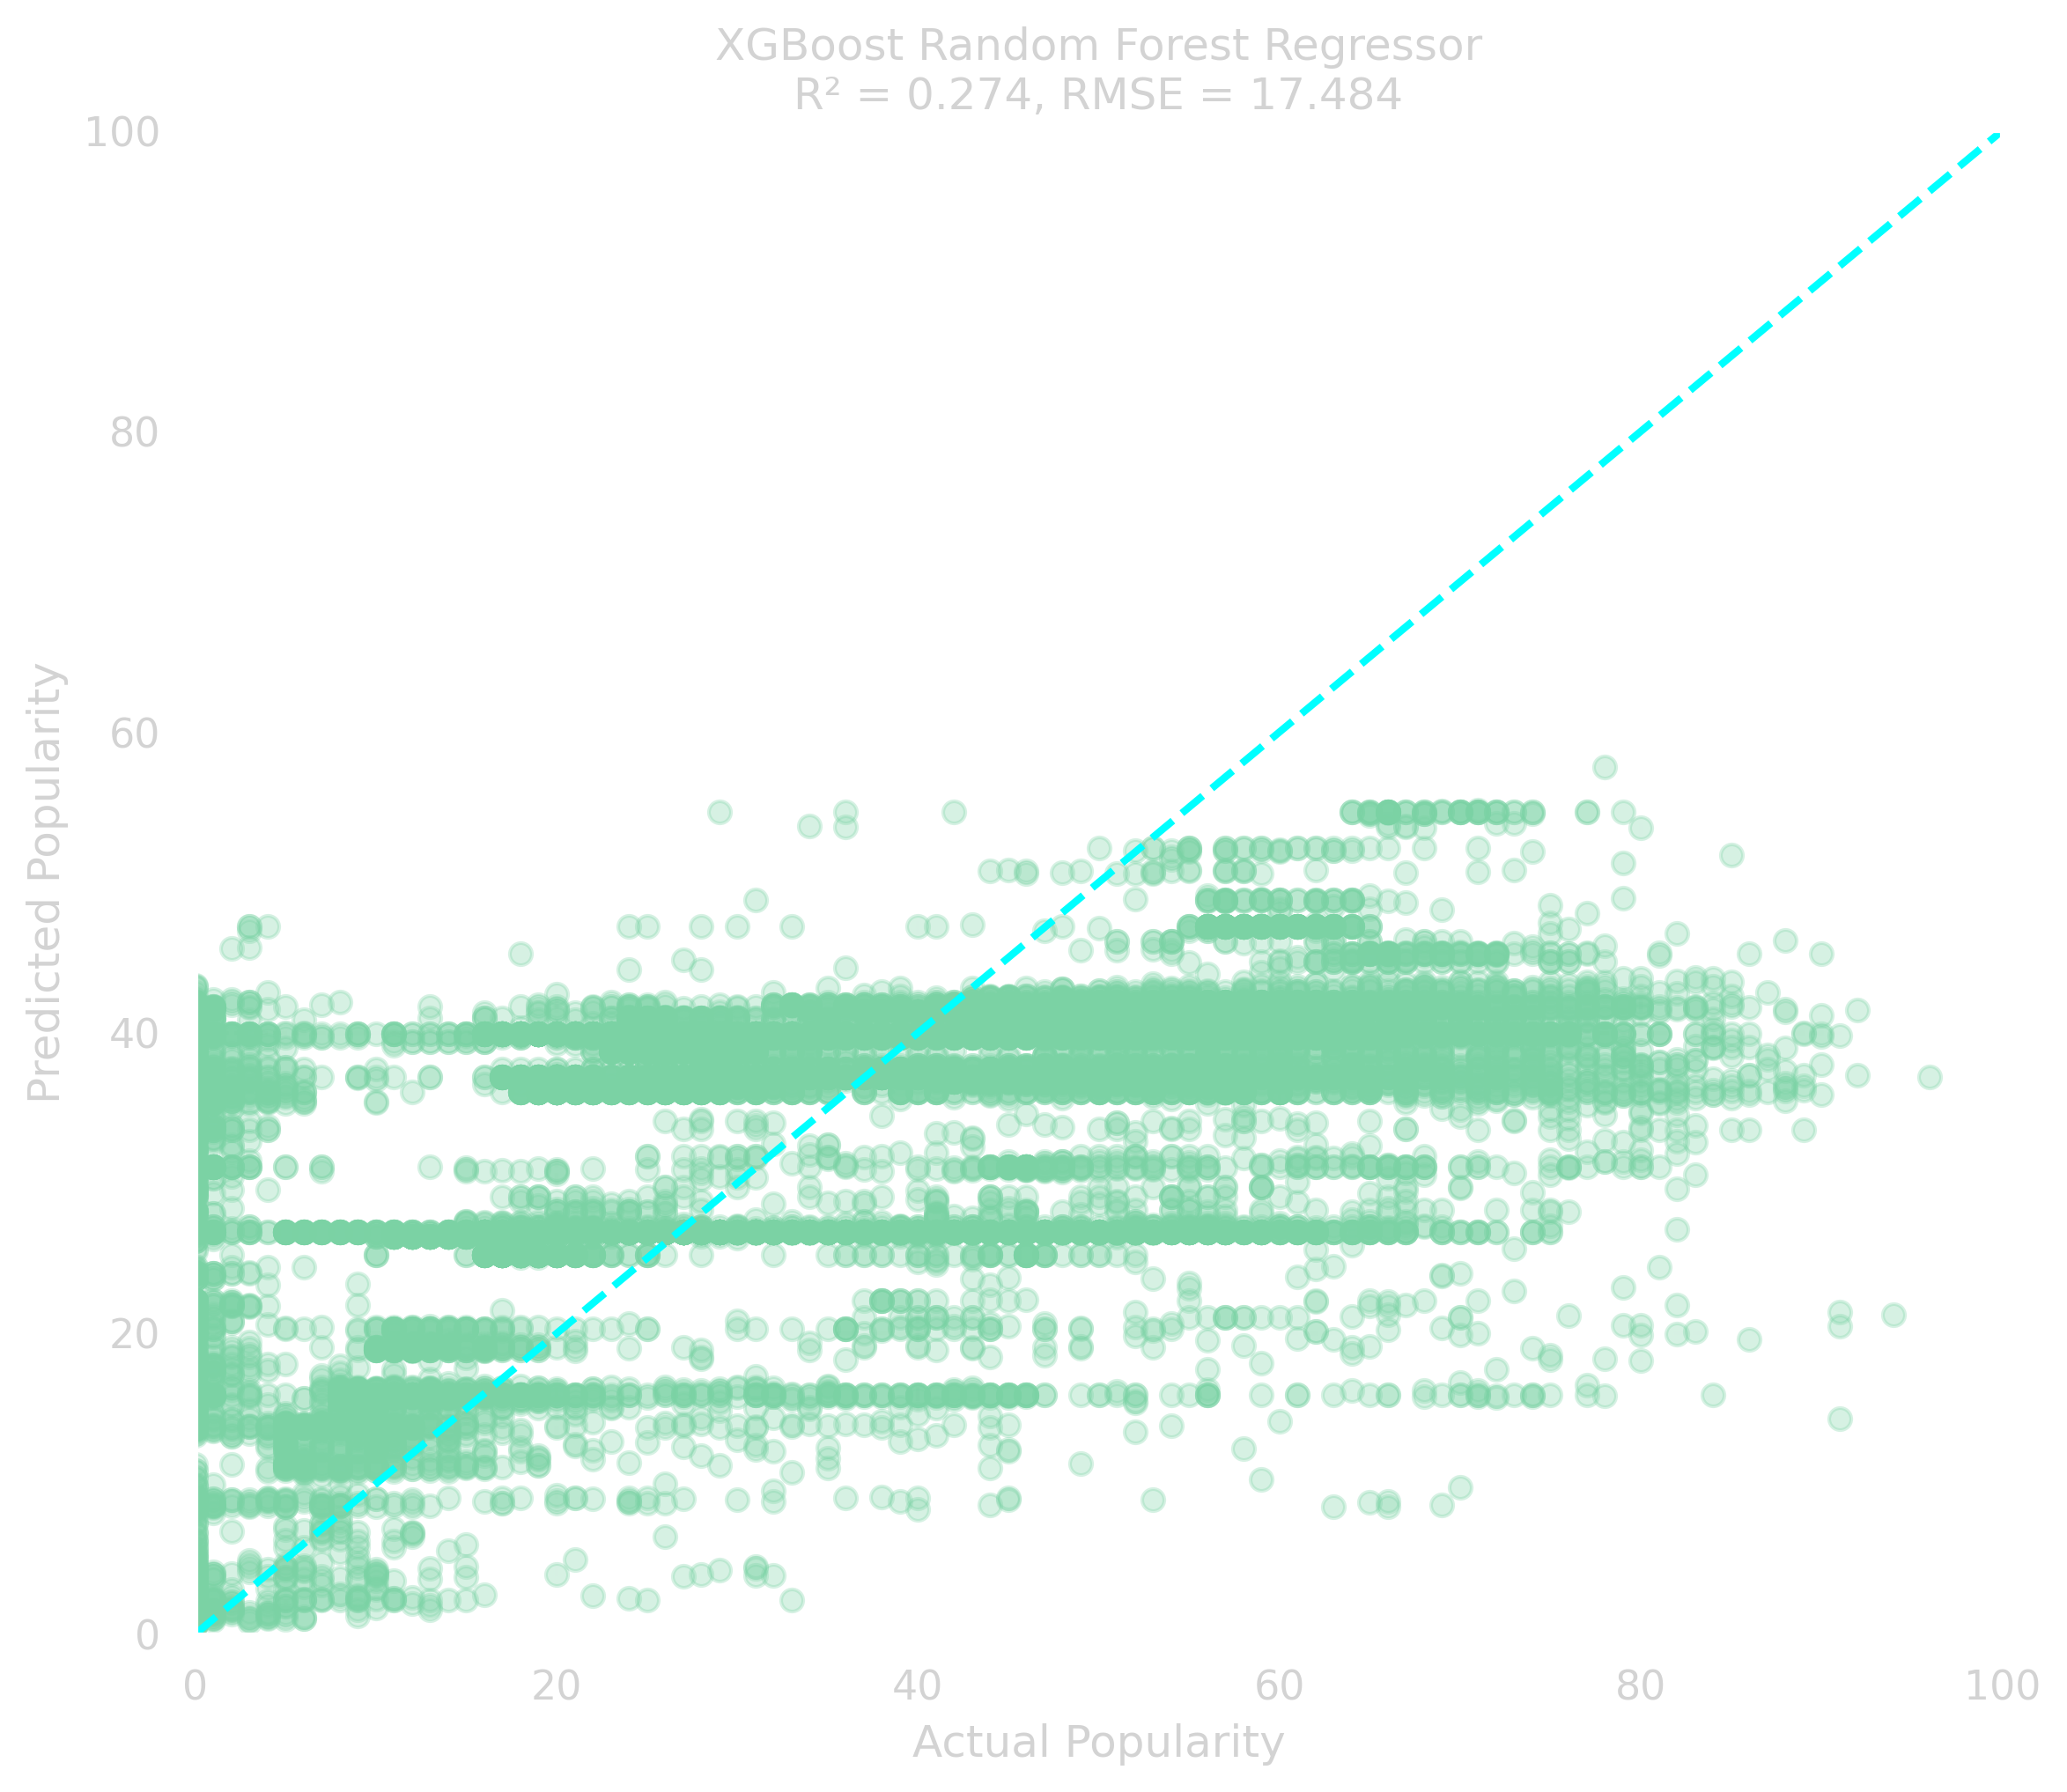 XGBoost Random Forest Regressor
R² = 0.274, RMSE = 17.484
100
80
60
40
20
0
Predicted Popularity
0 20 40 60 80 100
Actual Popularity